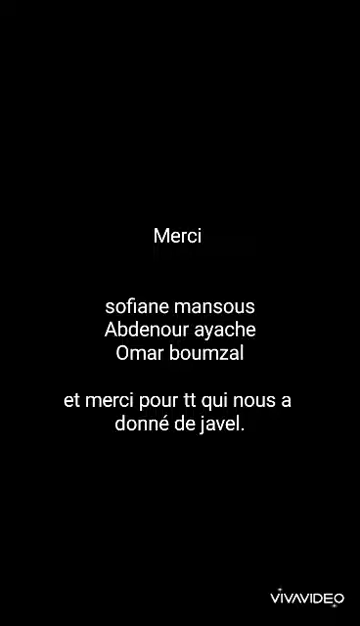 Merci
sofiane mansous
Abdenour ayache
Omar boumzal
et merci pour tt qui nous a
donné de javel.
VIVAVIDEO